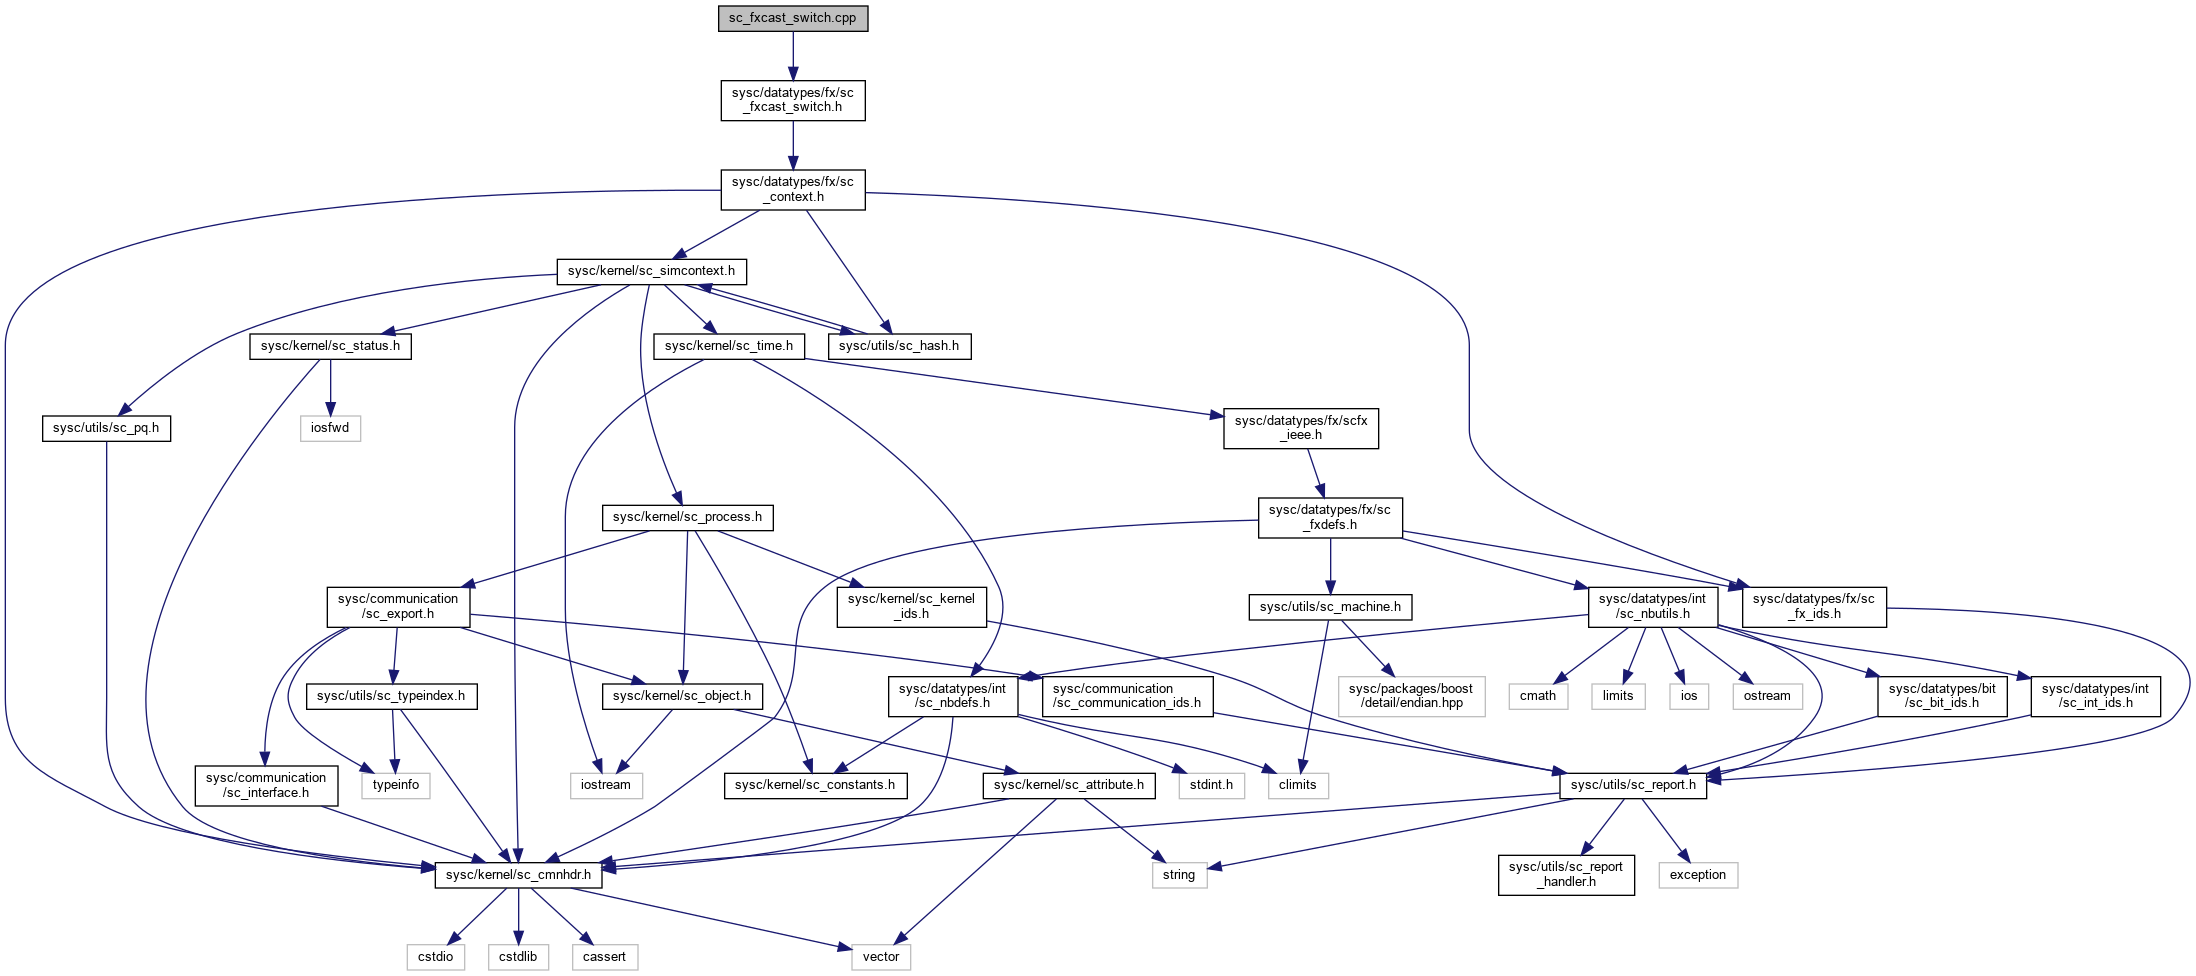 sc_fxcast_switch.cpp
sysc/datatypes/fx/sc
_fxcast_switch.h
sysc/datatypes/fx/sc
_context.h
sysc/kernel/sc_simcontext.h
sysc/kernel/sc_status.h
sysc/kernel/sc_time.h
sysc/utils/sc_hash.h
sysc/utils/sc_pq.h
iosfwd
sysc/datatypes/fx/scfx
_ieee.h
sysc/kernel/sc_process.h
sysc/datatypes/fx/sc
_fxdefs.h
sysc/communication
/sc_export.h
sysc/kernel/sc_kernel
_ids.h
sysc/utils/sc_machine.h
sysc/datatypes/int
/sc_nbutils.h
sysc/datatypes/fx/sc
_fx_ids.h
sysc/utils/sc_typeindex.h
sysc/kernel/sc_object.h
sysc/datatypes/int
/sc_nbdefs.h
sysc/communication
/sc_communication_ids.h
sysc/packages/boost
/detail/endian.hpp
cmath
limits
ios
ostream
sysc/datatypes/bit
/sc_bit_ids.h
sysc/datatypes/int
/sc_int_ids.h
sysc/communication
/sc_interface.h
typeinfo
iostream
sysc/kernel/sc_constants.h
sysc/kernel/sc_attribute.h
stdint.h
climits
sysc/utils/sc_report.h
sysc/kernel/sc_cmnhdr.h
string
sysc/utils/sc_report
_handler.h
exception
cstdio
cstdlib
cassert
vector